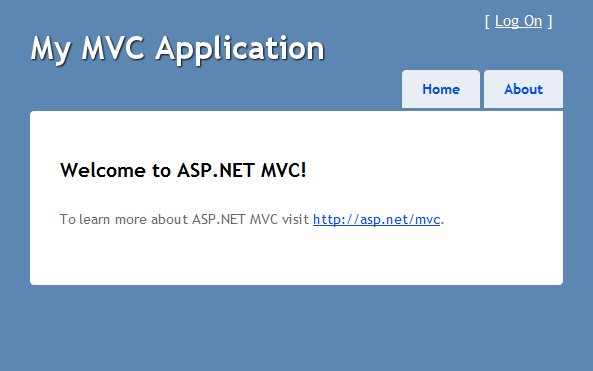 [ Log On ]
My MVC Application
Home About
Welcome to ASP.NET MVC!
To learn more about ASP.NET MVC visit http://asp.net/mvc.